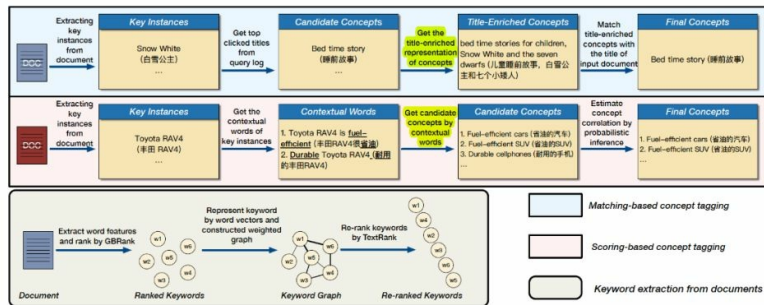 Extracting key instances from document
Key Instances
Snow White
(白雪公主)
...
Get top clicked titles from query log
Candidate Concepts
Bed time story
(睡前故事)
...
Get the title-enriched representation of concepts
Title-Enriched Concepts
bed time stories for children,
Snow White and the seven
dwarfs (儿童睡前故事，白雪公
主和七个小矮人)
Match title-enriched concepts with the title of input document
Final Concepts
Bed time story (睡前故事)
DOC
Extracting key instances from document
Key Instances
Toyota RAV4
(丰田 RAV4)
...
Get the contextual words of key instances
Contextual Words
1. Toyota RAV4 is fuel-
efficient (丰田RAV4很省油)
2. Durable Toyota RAV4 (耐用
的丰田RAV4)
Get candidate concepts by contextual words
Candidate Concepts
1. Fuel-efficient cars (省油的汽车)
2. Fuel-efficient SUV (省油的SUV)
3. Durable cellphones (耐用的手机)
...
Estimate concept correlation by probabilistic inference
Final Concepts
1. Fuel-efficient cars (省油的汽车)
2. Fuel-efficient SUV (省油的SUV)
...
DOC
Document
Extract word features
and rank by GBRank
w1
w6
w2
w5
w3
w4
Ranked Keywords
Represent keyword
by word vectors and
constructed weighted
graph
w1
w6
w2
w5
w3
w4
Keyword Graph
Re-rank keywords
by TextRank
w1
w4
w2
w3
w6
w5
Re-ranked Keywords
Matching-based concept tagging
Scoring-based concept tagging
Keyword extraction from documents